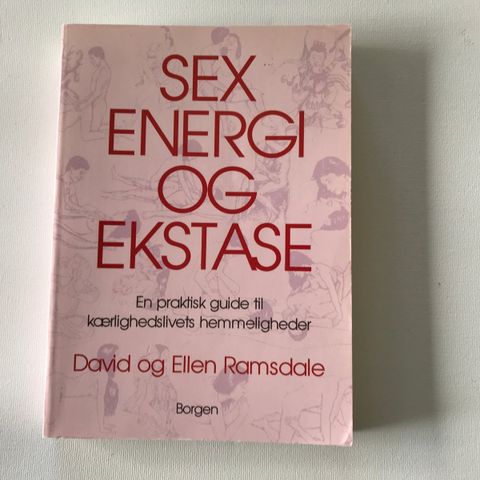 SEX
ENERGI
OG
EKSTASE
En praktisk guide til
kærlighedslivets hemmeligheder
David og Ellen Ramsdale
Borgen